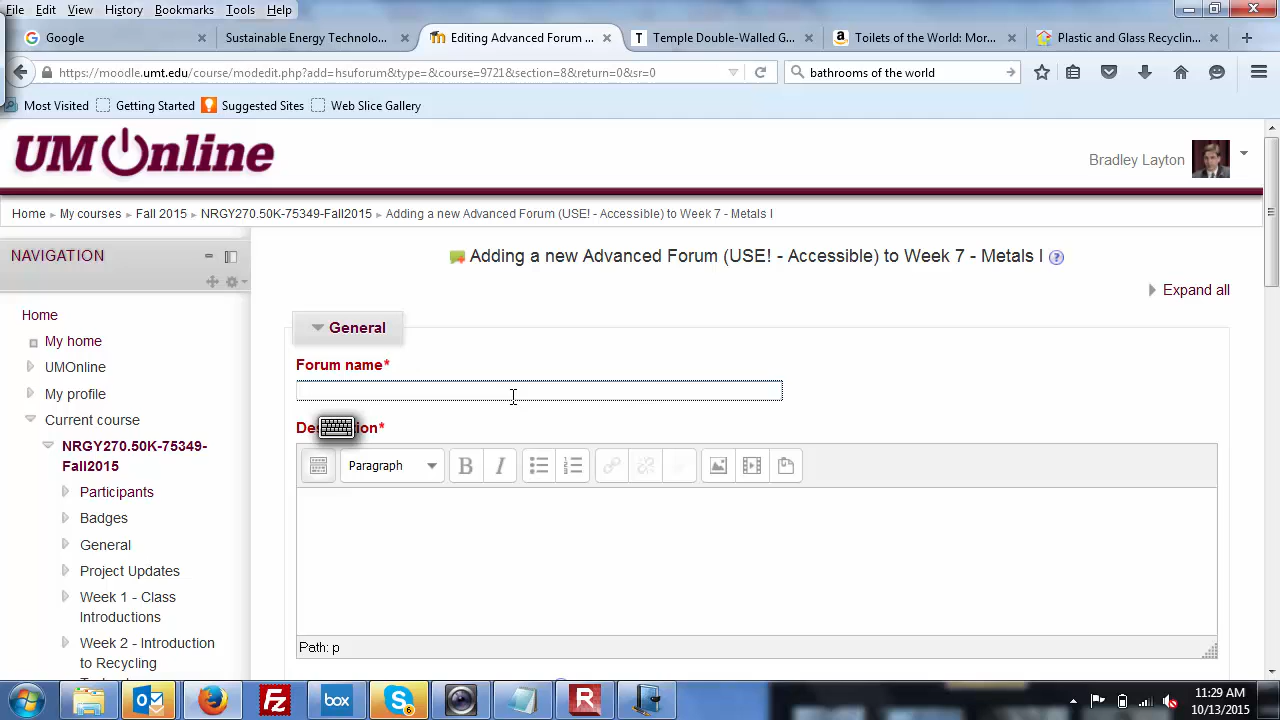 File Edit View History Bookmarks Tools Help
Google
Sustainable Energy Technolo...
Editing Advanced Forum ...
Temple Double-Walled G...
Toilets of the World: Mor...
Plastic and Glass Recyclin...
https://moodle.umt.edu/course/modedit.php?add=hsuforum&type=&course=9721&section=8&return=0&sr=0
bathrooms of the world
Most Visited Getting Started Suggested Sites Web Slice Gallery
UMOnline
Bradley Layton
Home My courses Fall 2015 NRGY270.50K-75349-Fall2015 Adding a new Advanced Forum (USE! - Accessible) to Week 7 - Metals I
NAVIGATION
Home
My home
UMOnline
My profile
Current course
NRGY270.50K-75349-
Fall2015
Participants
Badges
General
Project Updates
Week 1 - Class
Introductions
Week 2 - Introduction
to Recycling
Adding a new Advanced Forum (USE! - Accessible) to Week 7 - Metals I
Expand all
General
Forum name*
Paragraph B I
Path: p
box
6
11:29 AM
10/13/2015